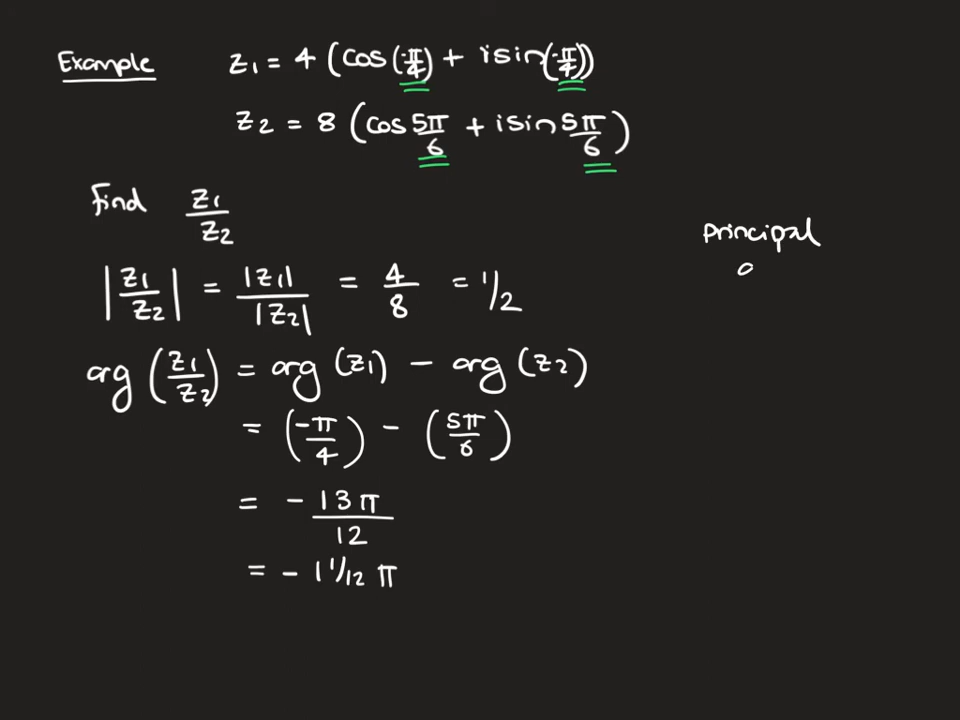 Example z₁ = 4 (cos(-π/4) + isin(-π/4))
z₂ = 8 (cos 5π/6 + isin 5π/6)
Find z₁/z₂
Principal
a
|z₁/z₂| = |z₁|/|z₂| = 4/8 = 1/2
arg (z₁/z₂) = arg (z₁) - arg (z₂)
= (-π/4) - (5π/6)
= - 13π/12
= - 1 1/12 π